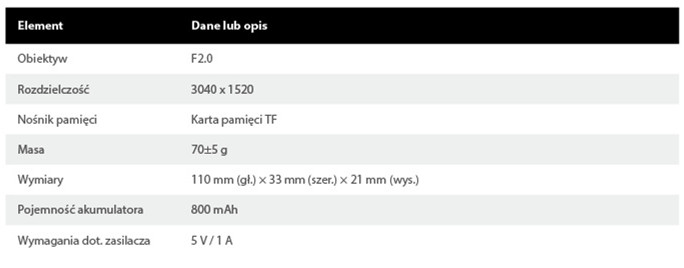 Element Dane lub opis
Obiektyw F2.0
Rozdzielczość 3040 x 1520
Nośnik pamięci Karta pamięci TF
Masa 70±5 g
Wymiary 110 mm (gł.) × 33 mm (szer.) × 21 mm (wys.)
Pojemność akumulatora 800 mAh
Wymagania dot. zasilacza 5 V / 1 A